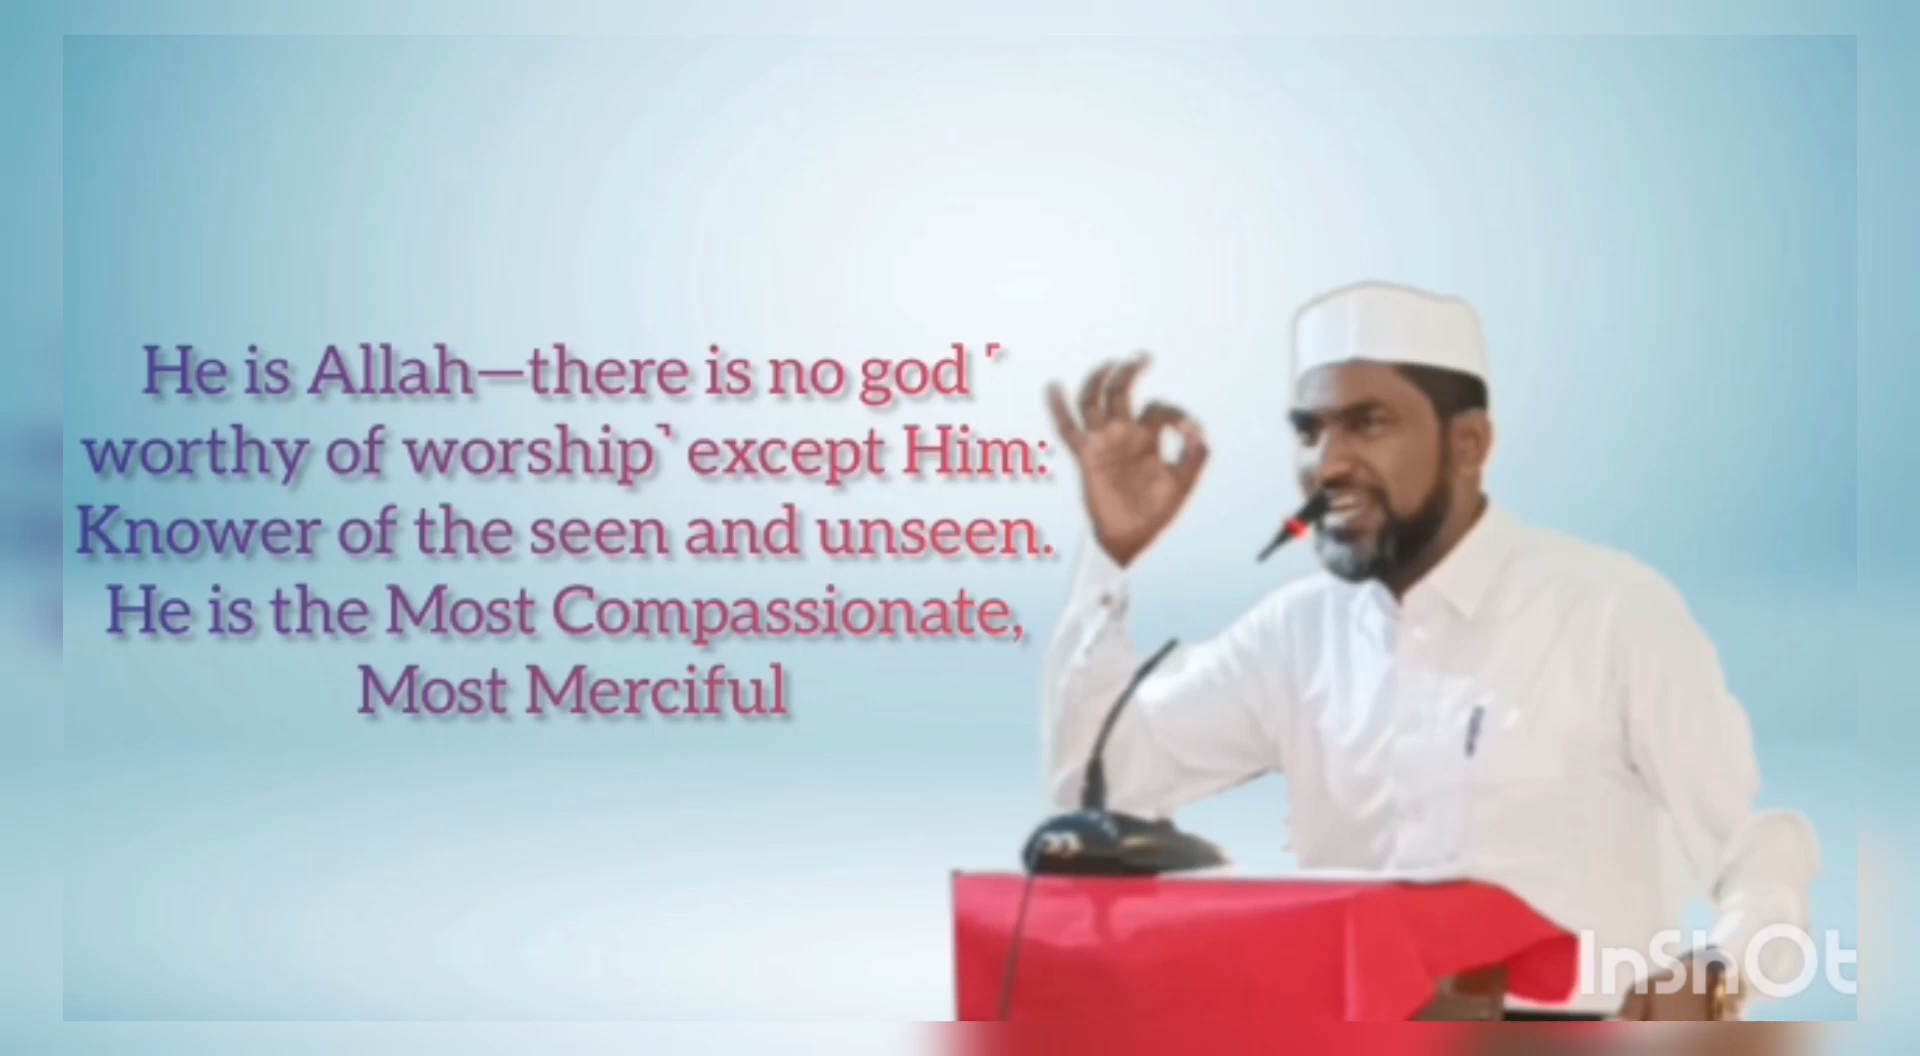 He is Allah—there is no god ˹
worthy of worship˺ except Him:
Knower of the seen and unseen.
He is the Most Compassionate,
Most Merciful
InShOt